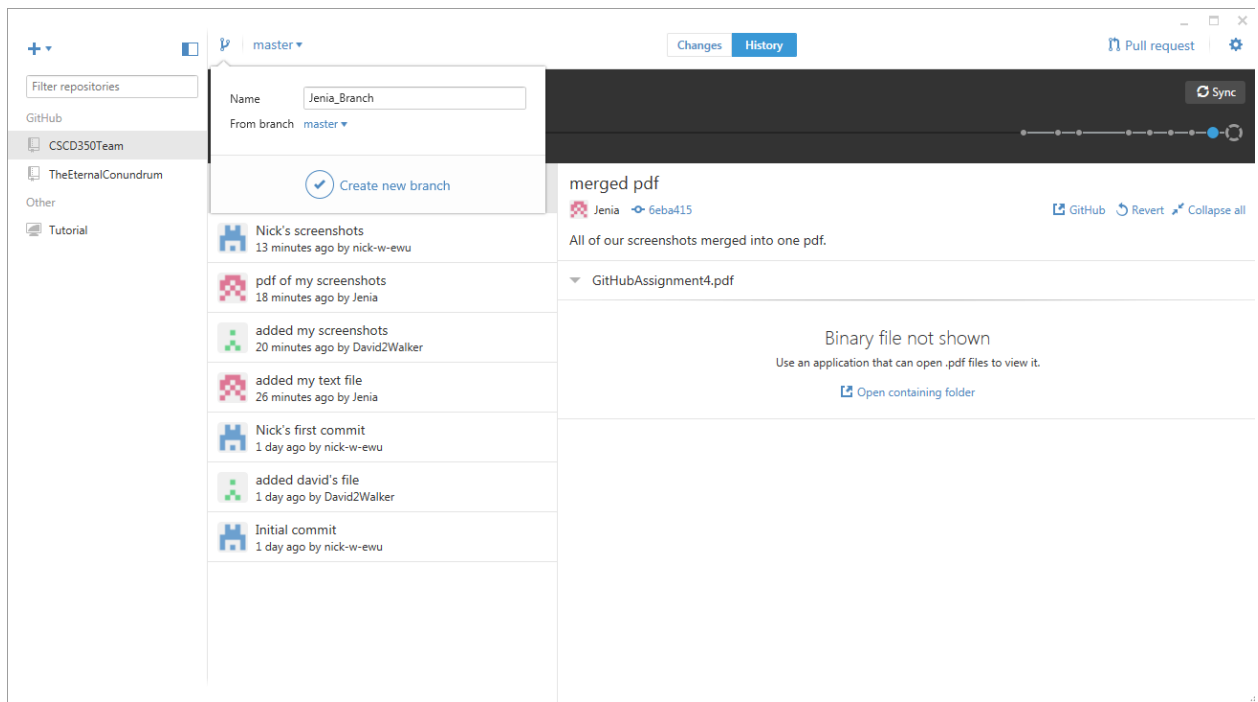 master
Changes
History
Pull request
Filter repositories
GitHub
CSCD350Team
TheEternalConundrum
Other
Tutorial
Name
Jenia_Branch
From branch master
Create new branch
Sync
Nick's screenshots
13 minutes ago by nick-w-ewu
pdf of my screenshots
18 minutes ago by Jenia
added my screenshots
20 minutes ago by David2Walker
added my text file
26 minutes ago by Jenia
Nick's first commit
1 day ago by nick-w-ewu
added david's file
1 day ago by David2Walker
Initial commit
1 day ago by nick-w-ewu
merged pdf
Jenia 6eba415
GitHub Revert Collapse all
All of our screenshots merged into one pdf.
GitHubAssignment4.pdf
Binary file not shown
Use an application that can open .pdf files to view it.
Open containing folder